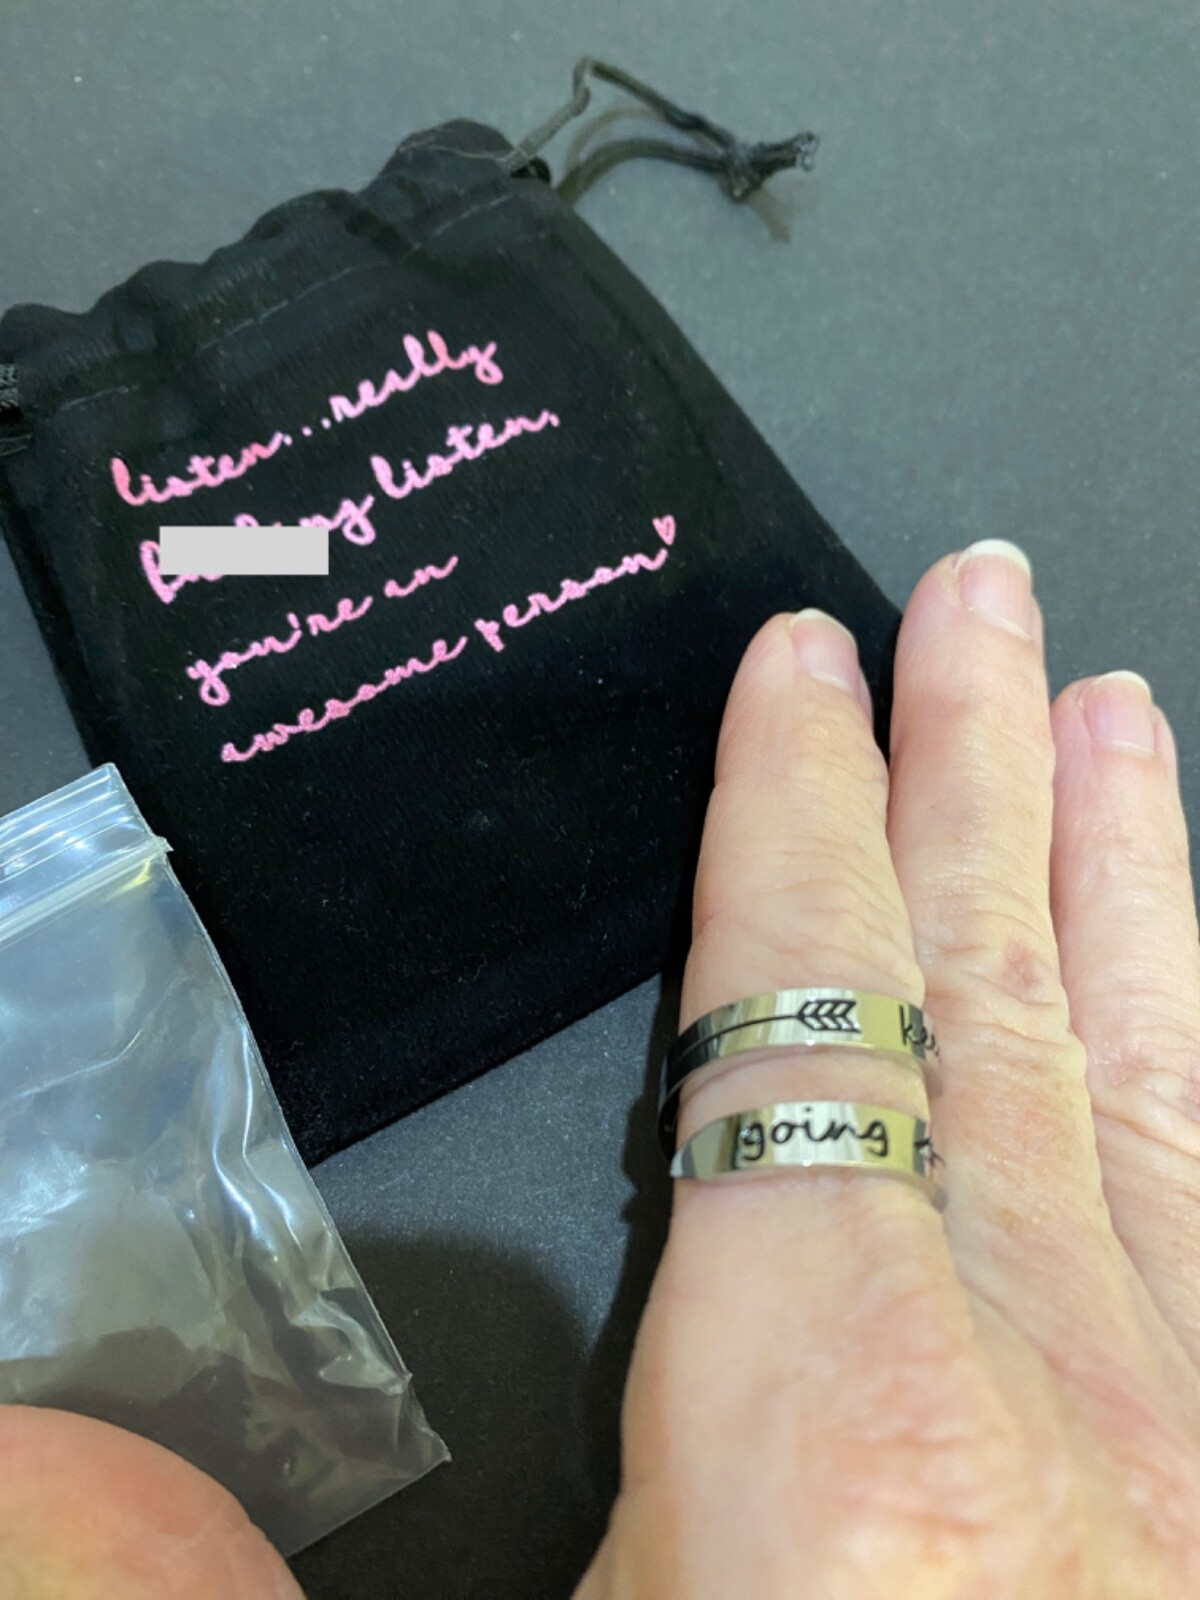 listen...really
listen.
you're an
awesome person
going